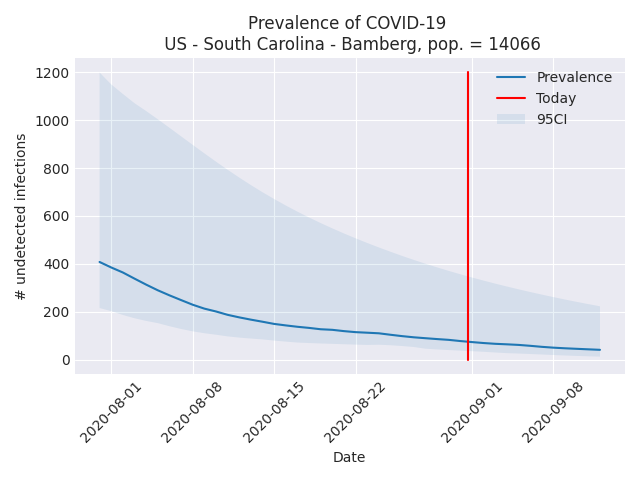 Prevalence of COVID-19
US - South Carolina - Bamberg, pop. = 14066
Prevalence
Today
95CI
1200
1000
800
600
400
200
0
# undetected infections
2020-08-01
2020-08-08
2020-08-15
2020-08-22
2020-09-01
2020-09-08
Date